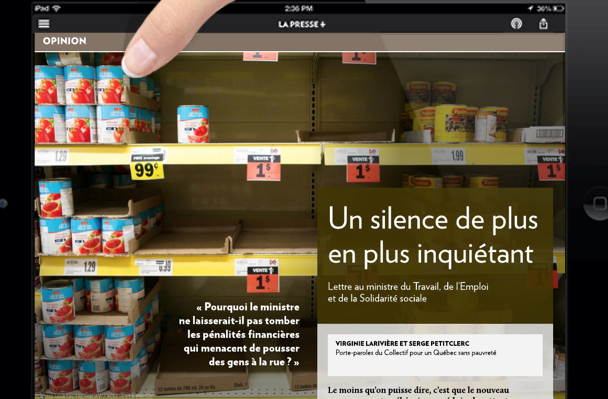 iPad
2:36 PM
36%
LA PRESSE+
OPINION
1.29
PRIX avantage
99¢
VENTE
1$
VENTE
1$
VENTE
1$
1.99
VENTE
1$
1.29
VENTE
1$
VENTE
1$
Un silence de plus
en plus inquiétant
Lettre au ministre du Travail, de l'Emploi
et de la Solidarité sociale
« Pourquoi le ministre
ne laisserait-il pas tomber
les pénalités financières
qui menacent de pousser
des gens à la rue ? »
VIRGINIE LARIVIÈRE ET SERGE PETITCLERC
Porte-paroles du Collectif pour un Québec sans pauvreté
Le moins qu'on puisse dire, c'est que le nouveau